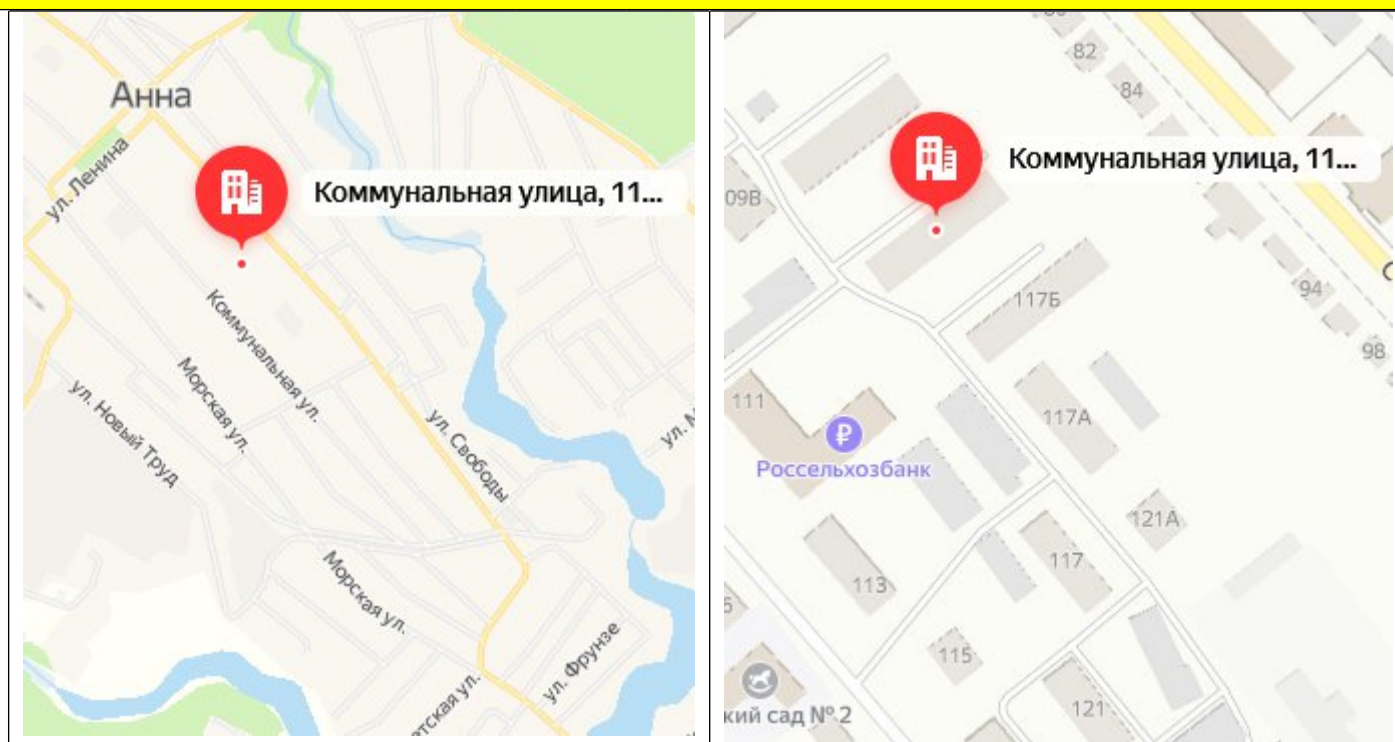 Анна
ул. Ленина
Коммунальная улица, 11...
Коммунальная ул.
Морская ул.
ул. Новый Труд
ул. Свободы
Морская ул.
ул. Фрунзе
82
84
Коммунальная улица, 11...
09В
117Б
94
98
111
117А
Россельхозбанк
121А
113
117
115
кий сад № 2
121